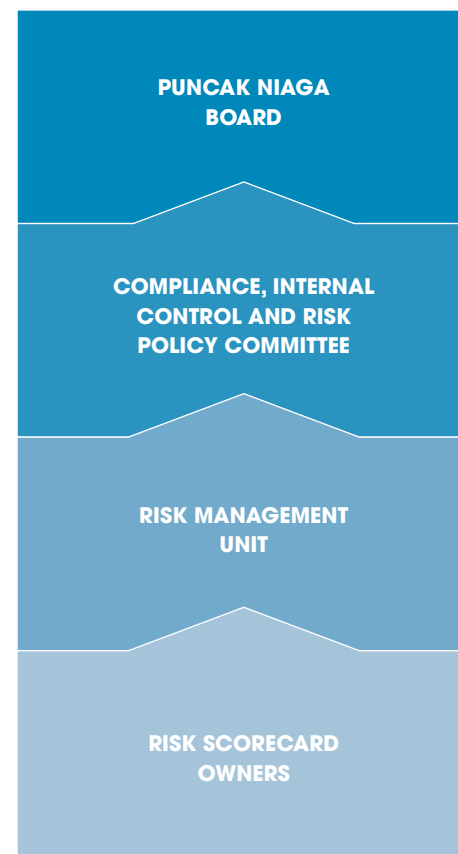 PUNCAK NIAGA
BOARD
COMPLIANCE, INTERNAL
CONTROL AND RISK
POLICY COMMITTEE
RISK MANAGEMENT
UNIT
RISK SCORECARD
OWNERS